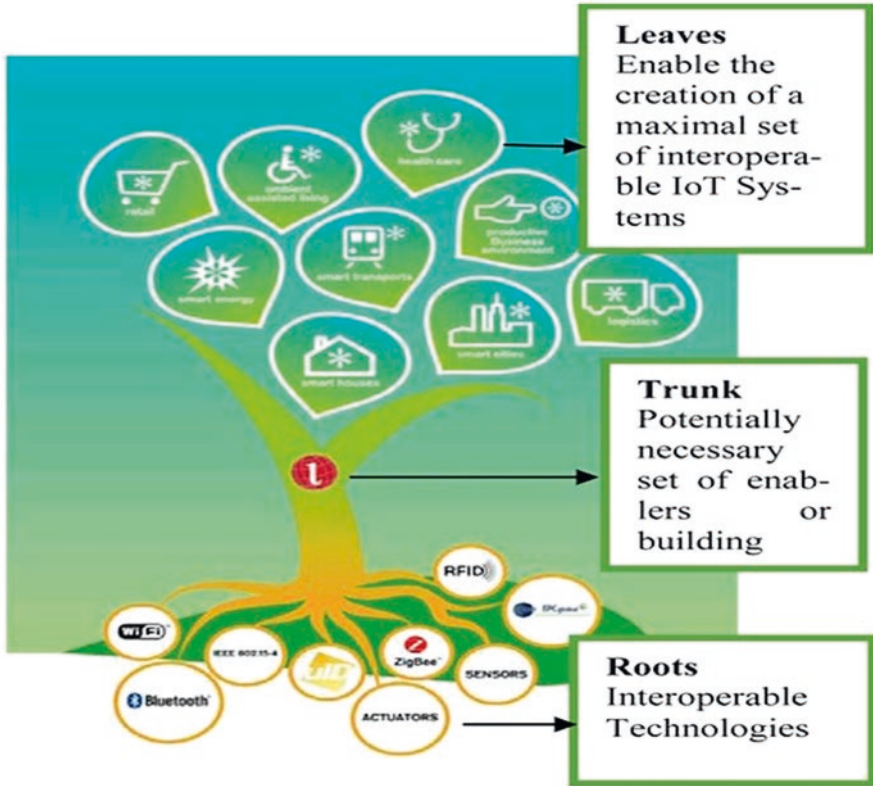 Leaves
Enable the
creation of a
maximal set
of interopera-
ble IoT Sys-
tems
health care
ambient
assisted living
retail
productive
Business
environment
smart transports
smart energy
logistics
smart cities
smart houses
Trunk
Potentially
necessary
set of enab-
lers or
building
RFID
WiFi
IEEE 802.15-4
uID
ZigBee
SENSORS
Bluetooth
ACTUATORS
Roots
Interoperable
Technologies